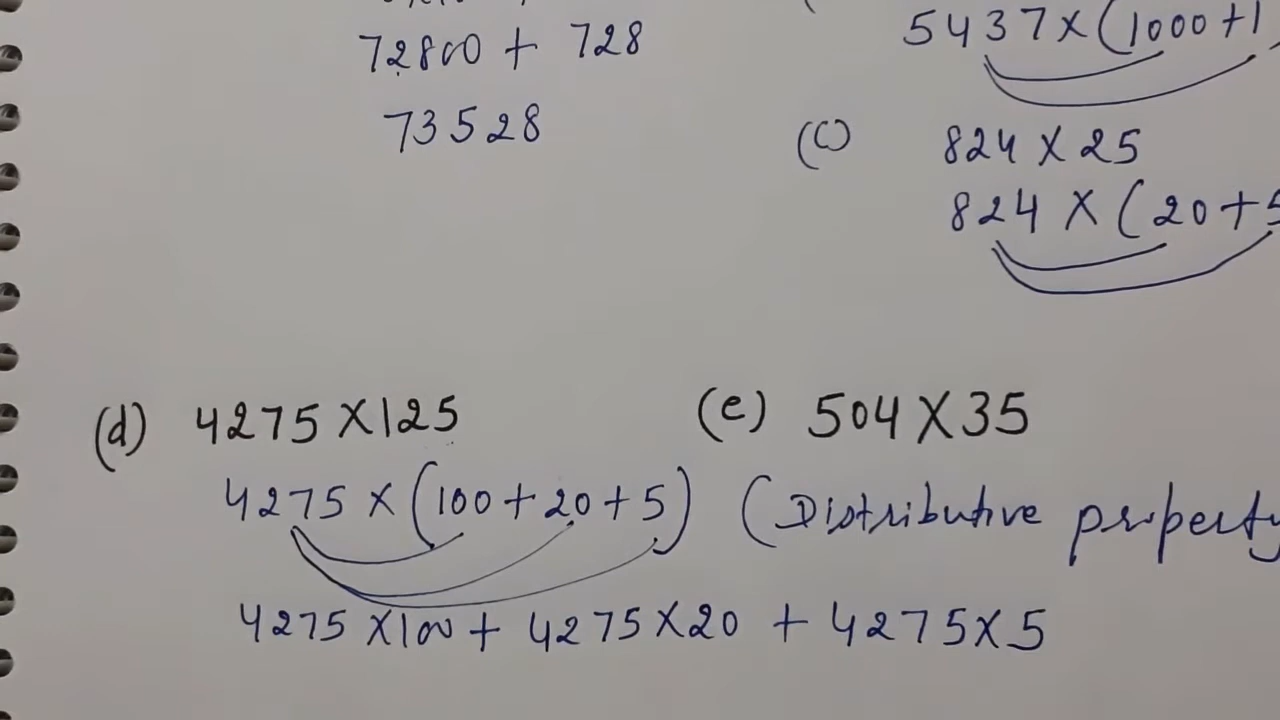 72800 + 728
73528
5437 × (1000 + 1
(c) 824 × 25
824 × (20 + 5
(d) 4275 × 125
4275 × (100 + 20 + 5) (Distributive property
4275 × 100 + 4275 × 20 + 4275 × 5
(e) 504 × 35